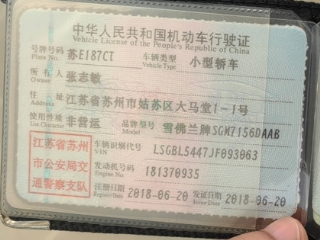 中华人民共和国机动车行驶证
Vehicle License of the People's Republic of China
号牌号码 苏E187CT 车辆类型 小型轿车
Plate No. Vehicle Type
所有人 张志敏
Owner
住址 江苏省苏州市姑苏区大马堂1-1号
Address
使用性质 非营运 品牌型号 雪佛兰牌SGM7156DAAB
Use Character Model
江苏省苏州市公安局交通警察支队
车辆识别代号 LSGBL5447JF093063
VIN
发动机号码 181370935
Engine No.
注册日期 2018-06-20 发证日期 2018-06-20
Register Date Issue Date